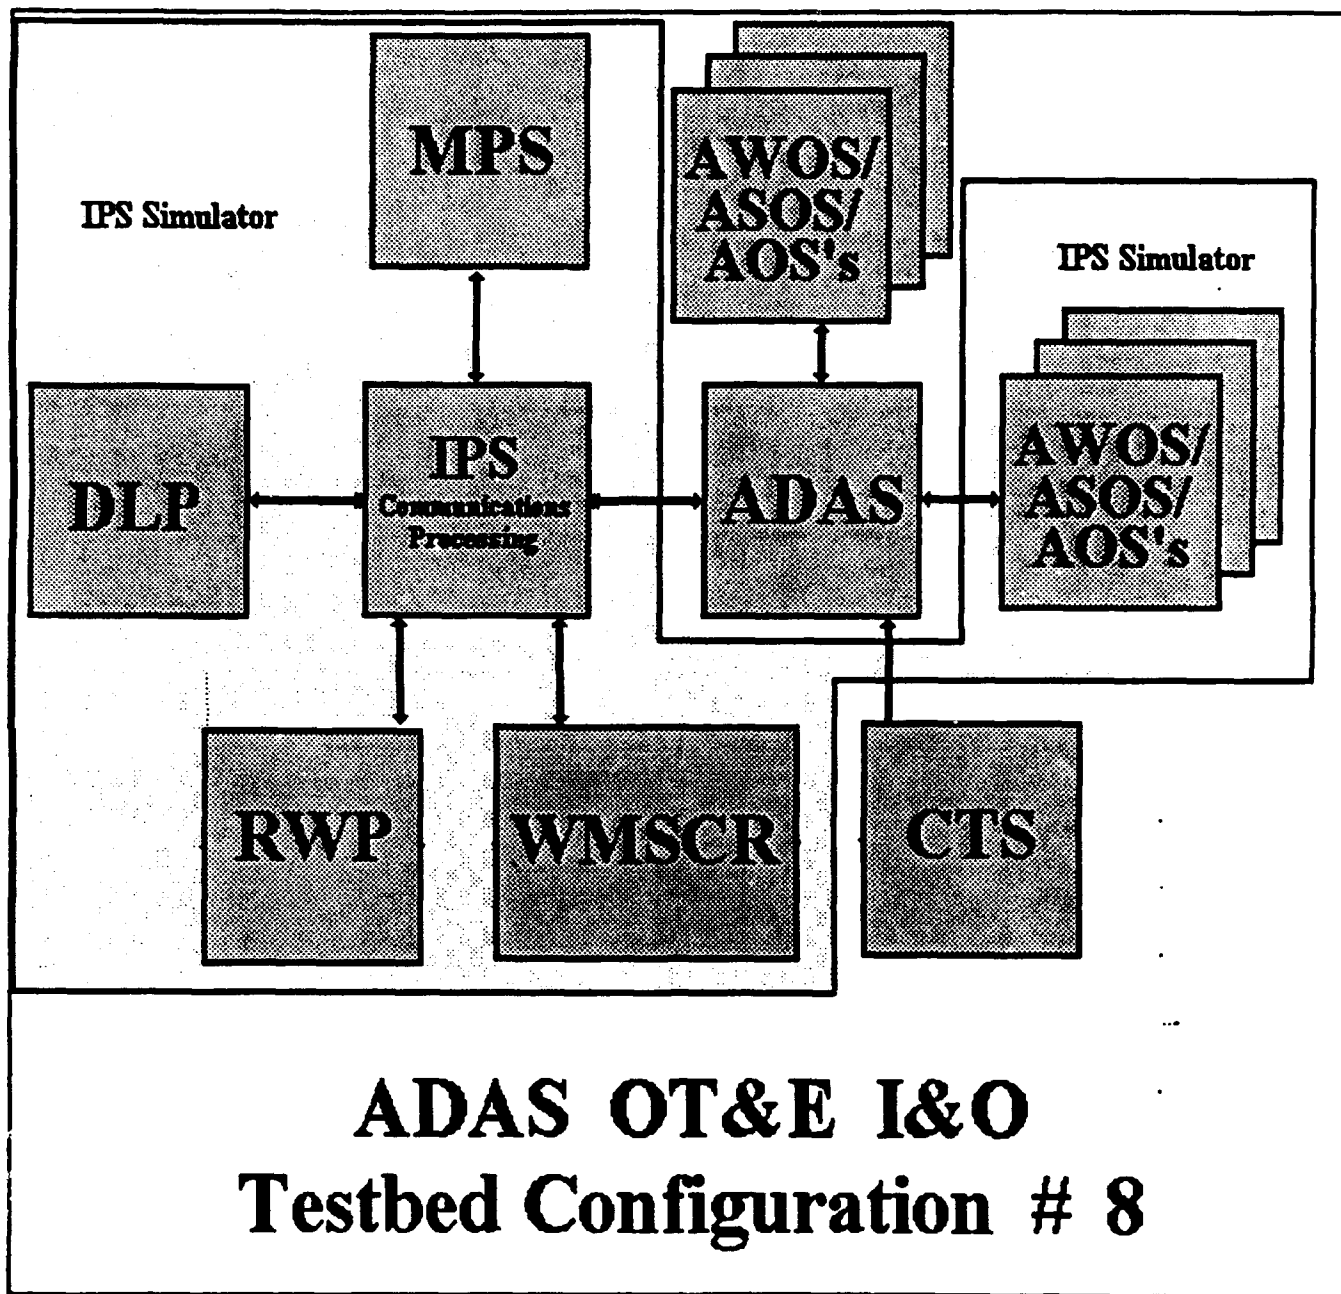 MPS
AWOS/
ASOS/
AOS's
IPS Simulator
IPS Simulator
DLP
IPS
Communications
Processing
ADAS
AWOS/
ASOS/
AOS's
RWP
WMSCR
CTS
ADAS OT&E I&O
Testbed Configuration # 8